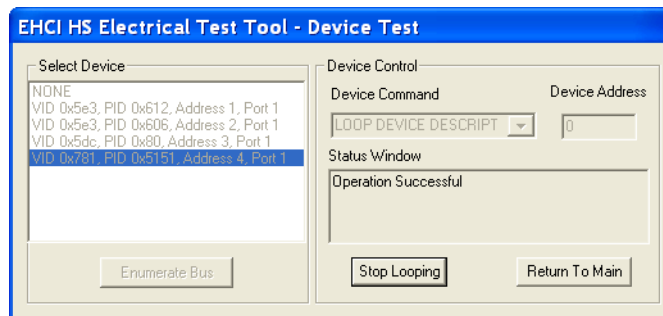 EHCI HS Electrical Test Tool - Device Test
Select Device
NONE
VID 0x5e3, PID 0x612, Address 1, Port 1
VID 0x5e3, PID 0x606, Address 2, Port 1
VID 0x5dc, PID 0x80, Address 3, Port 1
VID 0x781, PID 0x5151, Address 4, Port 1
Enumerate Bus
Device Control
Device Command
Device Address
LOOP DEVICE DESCRIPT
0
Status Window
Operation Successful
Stop Looping
Return To Main